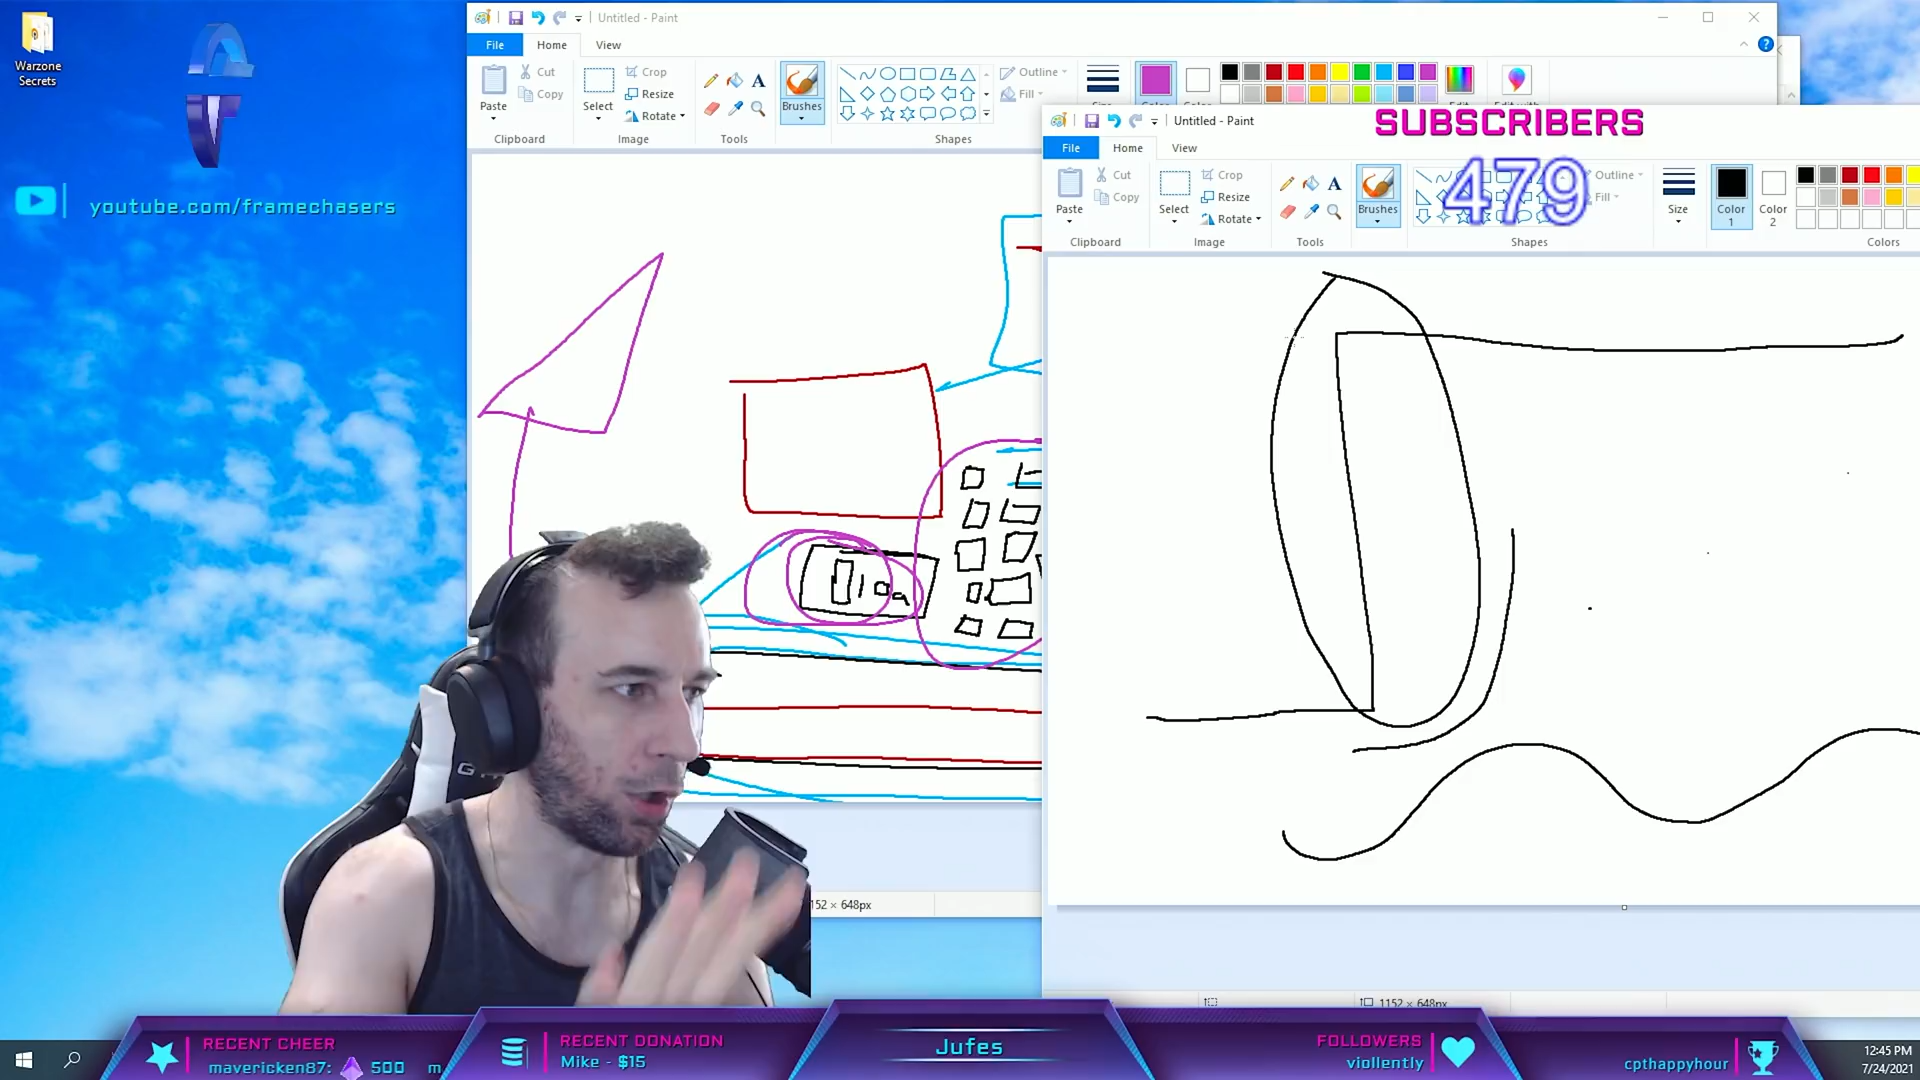 Untitled - Paint
File
Home
View
Paste
Cut
Copy
Clipboard
Select
Crop
Resize
Rotate
Image
Tools
Brushes
Shapes
Outline
Fill
Warzone
Secrets
youtube.com/framechasers
SUBSCRIBERS
479
Untitled - Paint
File
Home
View
Paste
Cut
Copy
Clipboard
Select
Crop
Resize
Rotate
Image
Tools
Brushes
Shapes
Outline
Fill
Size
Color
1
Color
2
Colors
152 × 648px
1152 × 648px
RECENT CHEER
mavericken87: 500 m
RECENT DONATION
Mike - $15
Jufes
FOLLOWERS
viollently
cpthappyhour
12:45 PM
7/24/2021